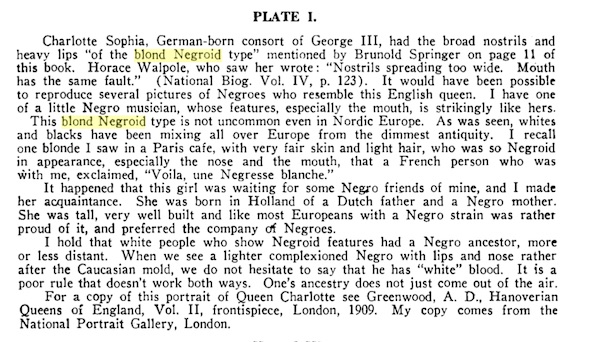 PLATE I.
Charlotte Sophia, German-born consort of George III, had the broad nostrils and
heavy lips "of the blond Negroid type" mentioned by Brunold Springer on page 11 of
this book. Horace Walpole, who saw her wrote: "Nostrils spreading too wide. Mouth
has the same fault." (National Biog. Vol. IV, p. 123). It would have been possible
to reproduce several pictures of Negroes who resemble this English queen. I have one
of a little Negro musician, whose features, especially the mouth, is strikingly like hers.
This blond Negroid type is not uncommon even in Nordic Europe. As was seen, whites
and blacks have been mixing all over Europe from the dimmest antiquity. I recall
one blonde I saw in a Paris cafe, with very fair skin and light hair, who was so Negroid
in appearance, especially the nose and the mouth, that a French person who was
with me, exclaimed, "Voila, une Negresse blanche."
It happened that this girl was waiting for some Negro friends of mine, and I made
her acquaintance. She was born in Holland of a Dutch father and a Negro mother.
She was tall, very well built and like most Europeans with a Negro strain was rather
proud of it, and preferred the company of Negroes.
I hold that white people who show Negroid features had a Negro ancestor, more
or less distant. When we see a lighter complexioned Negro with lips and nose rather
after the Caucasian mold, we do not hesitate to say that he has "white" blood. It is a
poor rule that doesn't work both ways. One's ancestry does not just come out of the air.
For a copy of this portrait of Queen Charlotte see Greenwood, A. D., Hanoverian
Queens of England, Vol. II, frontispiece, London, 1909. My copy comes from the
National Portrait Gallery, London.